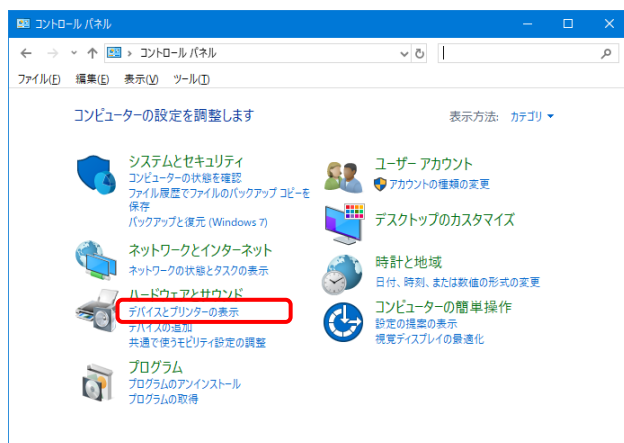 コントロール パネル
コントロール パネル
ファイル(F) 編集(E) 表示(V) ツール(T)
コンピューターの設定を調整します
表示方法: カテゴリ
システムとセキュリティ
コンピューターの状態を確認
ファイル履歴でファイルのバックアップ コピーを
保存
バックアップと復元 (Windows 7)
ネットワークとインターネット
ネットワークの状態とタスクの表示
ハードウェアとサウンド
デバイスとプリンターの表示
デバイスの追加
共通で使うモビリティ設定の調整
プログラム
プログラムのアンインストール
プログラムの取得
ユーザー アカウント
アカウントの種類の変更
デスクトップのカスタマイズ
時計と地域
日付、時刻、または数値の形式の変更
コンピューターの簡単操作
設定の提案の表示
視覚ディスプレイの最適化